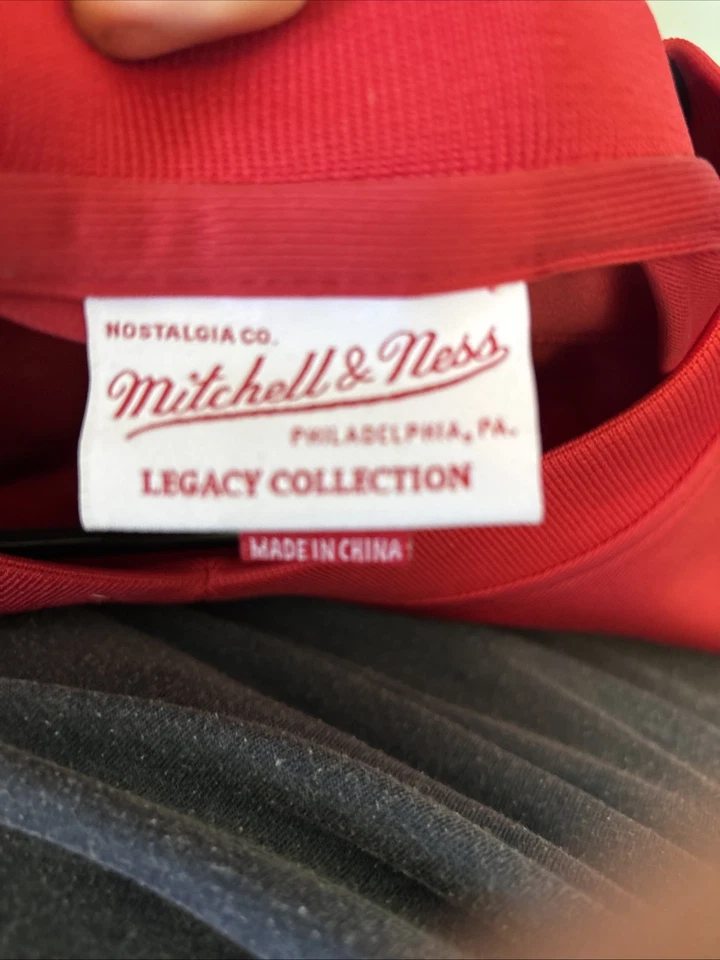 NOSTALGIA CO.
Mitchell & Ness
PHILADELPHIA, PA.
LEGACY COLLECTION
MADE IN CHINA